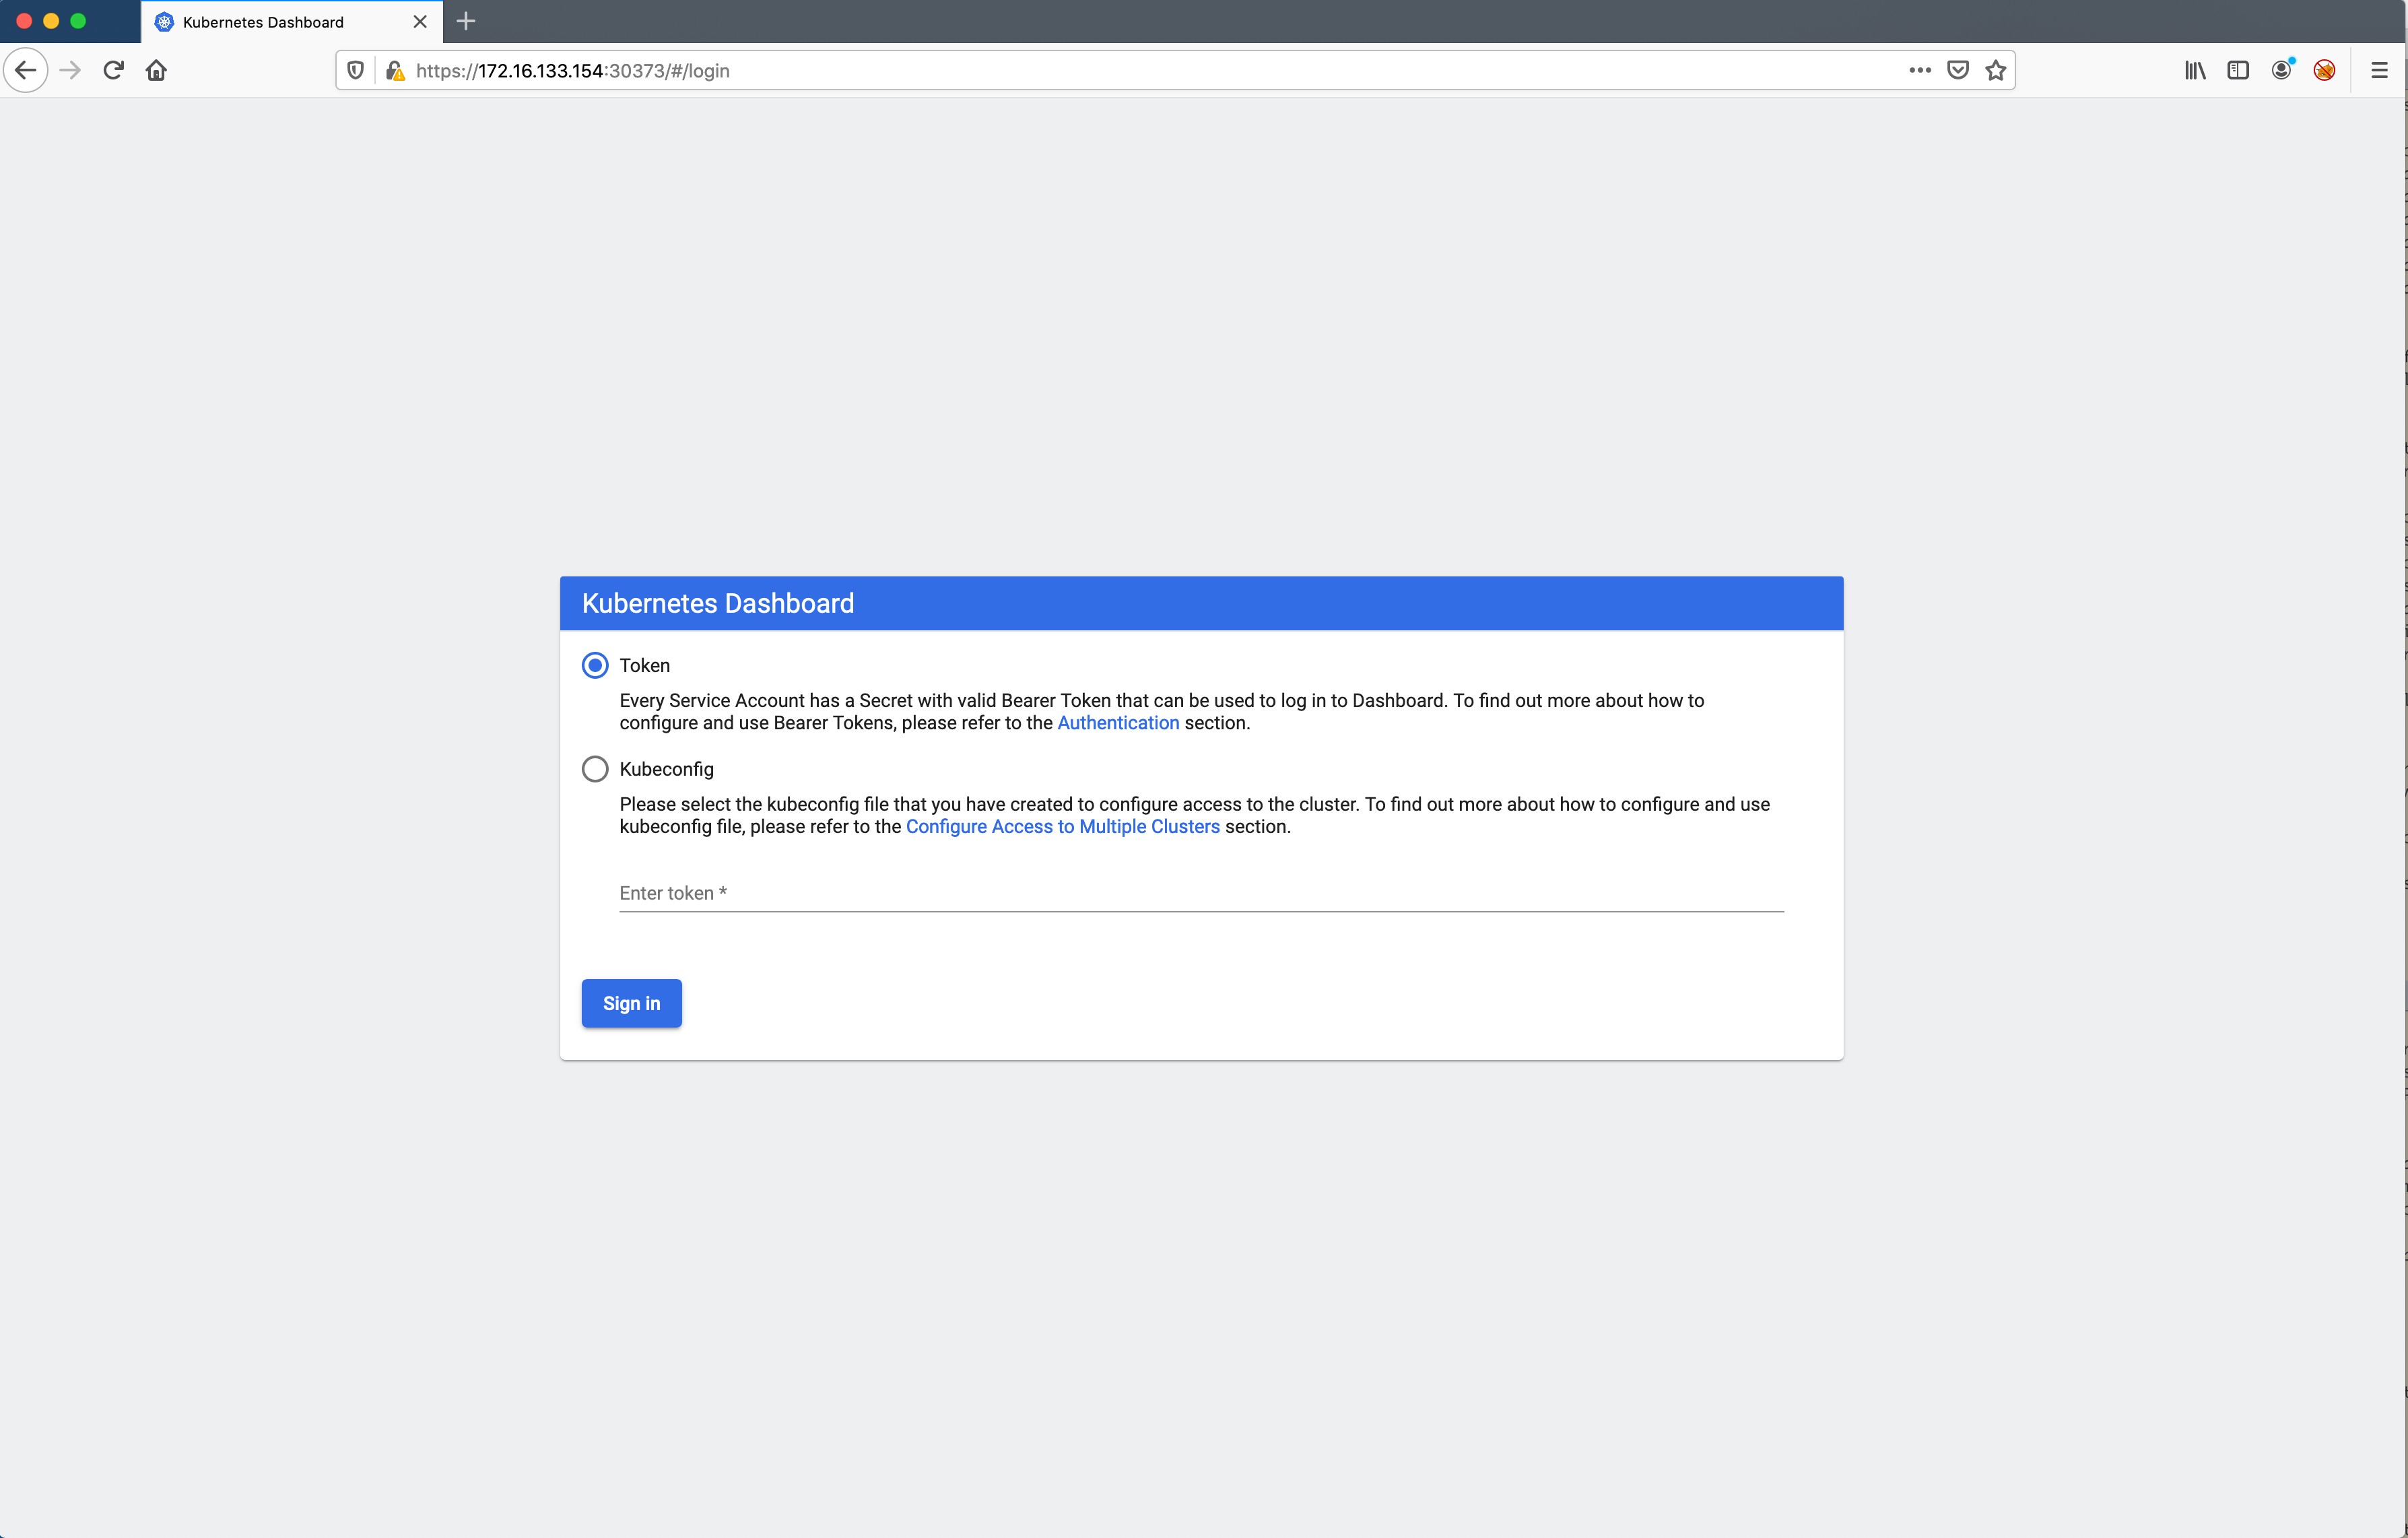 Kubernetes Dashboard
https://172.16.133.154:30373/#/login
Kubernetes Dashboard
Token
Every Service Account has a Secret with valid Bearer Token that can be used to log in to Dashboard. To find out more about how to
configure and use Bearer Tokens, please refer to the Authentication section.
Kubeconfig
Please select the kubeconfig file that you have created to configure access to the cluster. To find out more about how to configure and use
kubeconfig file, please refer to the Configure Access to Multiple Clusters section.
Enter token *
Sign in